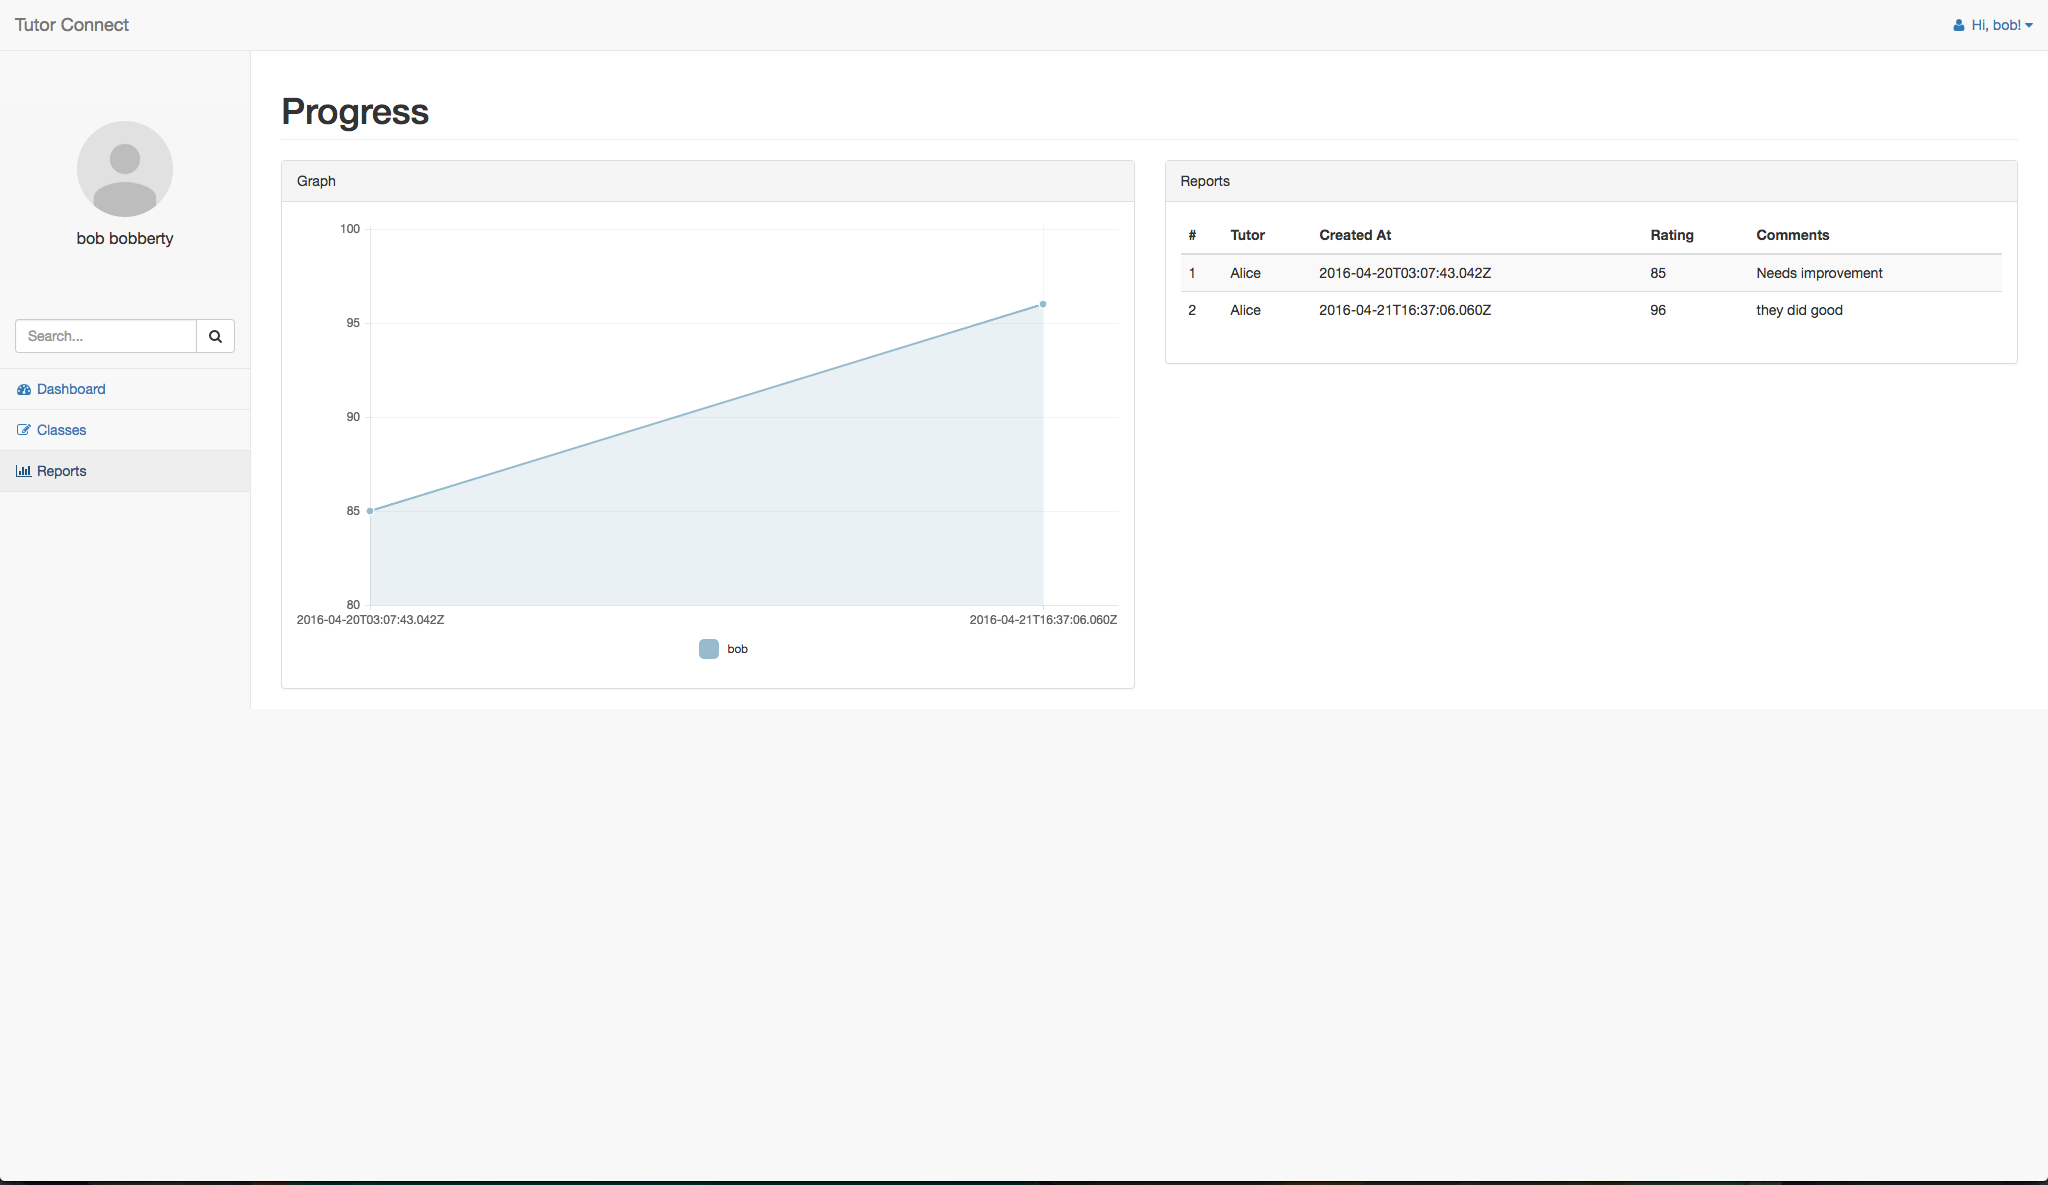 Tutor Connect
Hi, bob!
bob bobberty
Search...
Dashboard
Classes
Reports
Progress
Graph
100
95
90
85
80
2016-04-20T03:07:43.042Z 2016-04-21T16:37:06.060Z
bob
Reports
# Tutor Created At Rating Comments
1 Alice 2016-04-20T03:07:43.042Z 85 Needs improvement
2 Alice 2016-04-21T16:37:06.060Z 96 they did good